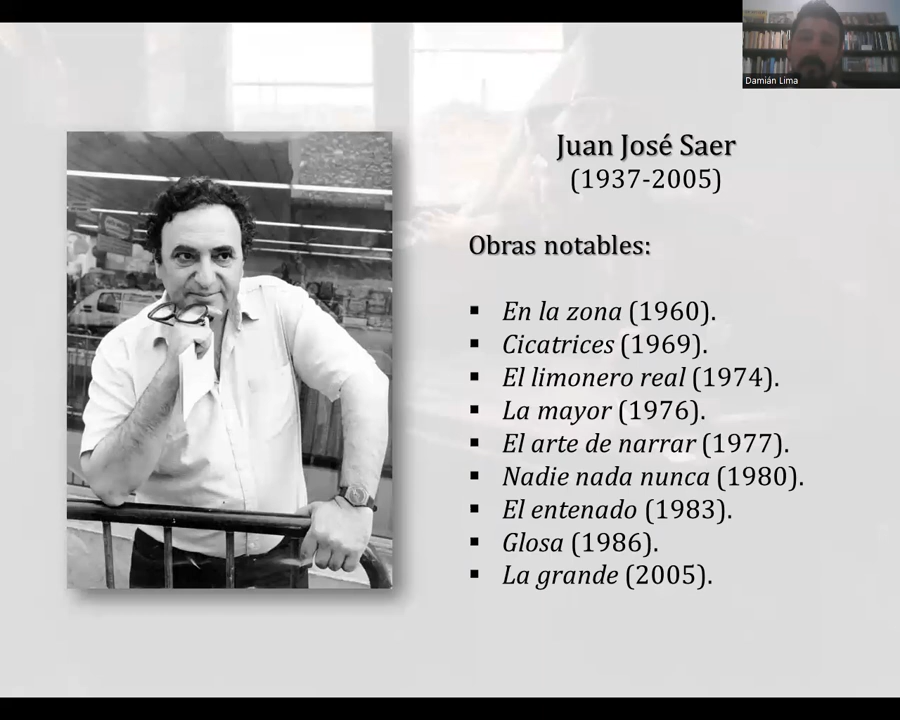 Damián Lima
Juan José Saer
(1937-2005)
Obras notables:
▪ En la zona (1960).
▪ Cicatrices (1969).
▪ El limonero real (1974).
▪ La mayor (1976).
▪ El arte de narrar (1977).
▪ Nadie nada nunca (1980).
▪ El entenado (1983).
▪ Glosa (1986).
▪ La grande (2005).